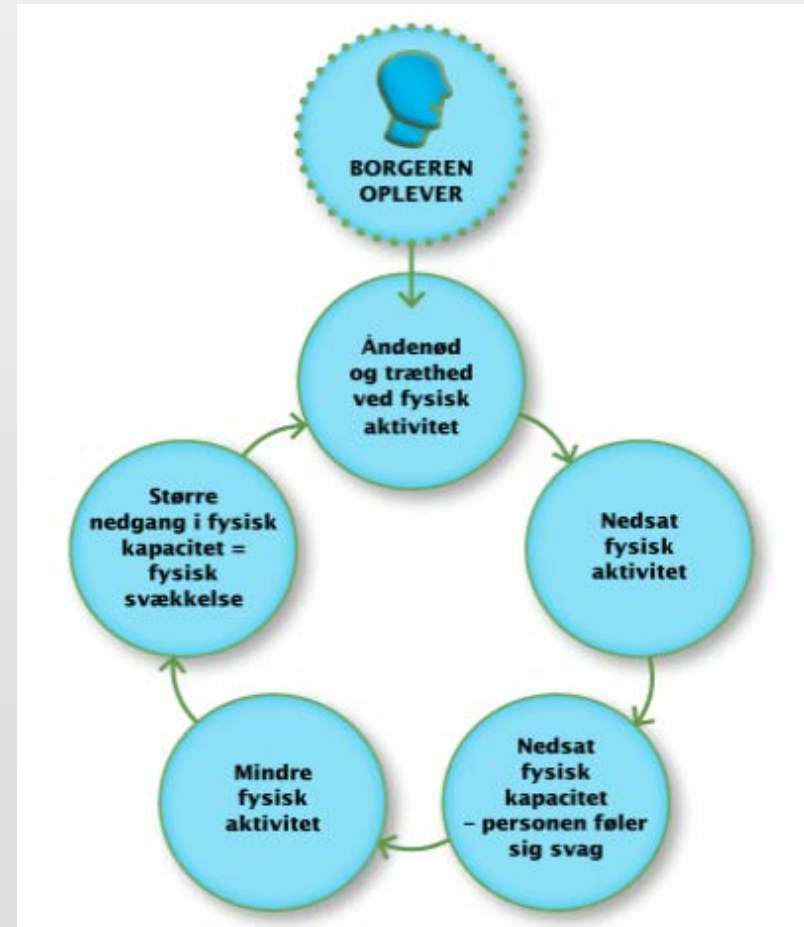 BORGEREN
OPLEVER
Åndenød
og træthed
ved fysisk
aktivitet
Nedsat
fysisk
aktivitet
Nedsat
fysisk
kapacitet
– personen føler
sig svag
Mindre
fysisk
aktivitet
Større
nedgang i fysisk
kapacitet =
fysisk
svækkelse